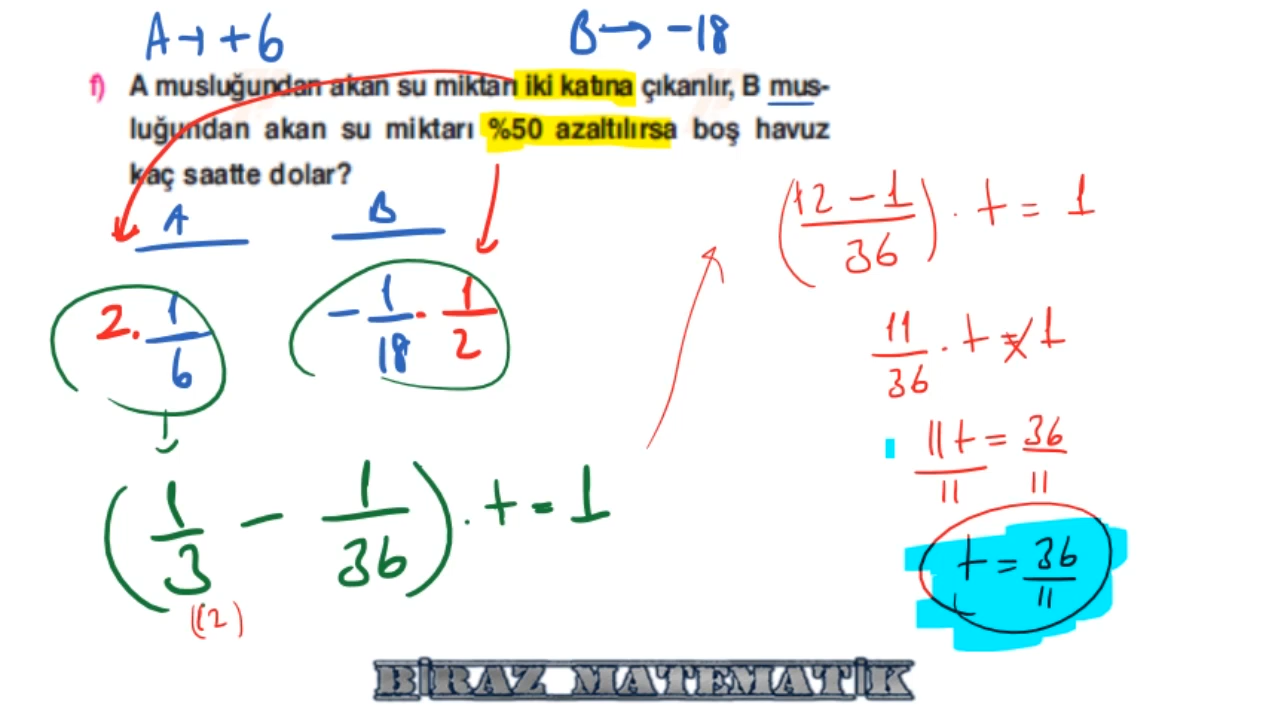 A → +6
B → -18
f) A musluğundan akan su miktarı iki katına çıkarılır, B mus-
luğundan akan su miktarı %50 azaltılırsa boş havuz
kaç saatte dolar?
A B
2. 1/6
-1/18 . 1/2
(1/3 - 1/36) . t = 1
(12)
(12 - 1 / 36) . t = 1
11/36 . t = 1
11t/11 = 36/11
t = 36/11
BİRAZ MATEMATİK